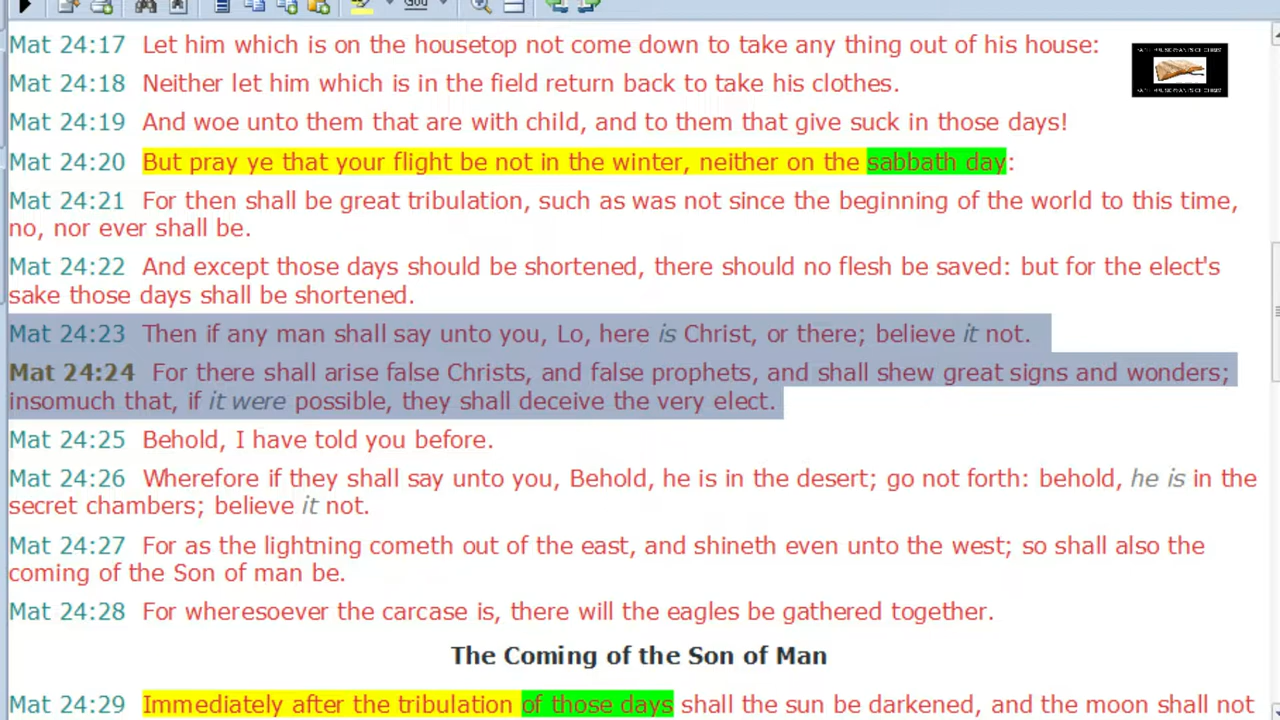 God
Mat 24:17 Let him which is on the housetop not come down to take any thing out of his house:
Mat 24:18 Neither let him which is in the field return back to take his clothes.
Mat 24:19 And woe unto them that are with child, and to them that give suck in those days!
Mat 24:20 But pray ye that your flight be not in the winter, neither on the sabbath day:
Mat 24:21 For then shall be great tribulation, such as was not since the beginning of the world to this time,
no, nor ever shall be.
Mat 24:22 And except those days should be shortened, there should no flesh be saved: but for the elect's
sake those days shall be shortened.
Mat 24:23 Then if any man shall say unto you, Lo, here is Christ, or there; believe it not.
Mat 24:24 For there shall arise false Christs, and false prophets, and shall shew great signs and wonders;
insomuch that, if it were possible, they shall deceive the very elect.
Mat 24:25 Behold, I have told you before.
Mat 24:26 Wherefore if they shall say unto you, Behold, he is in the desert; go not forth: behold, he is in the
secret chambers; believe it not.
Mat 24:27 For as the lightning cometh out of the east, and shineth even unto the west; so shall also the
coming of the Son of man be.
Mat 24:28 For wheresoever the carcase is, there will the eagles be gathered together.
The Coming of the Son of Man
Mat 24:29 Immediately after the tribulation of those days shall the sun be darkened, and the moon shall not